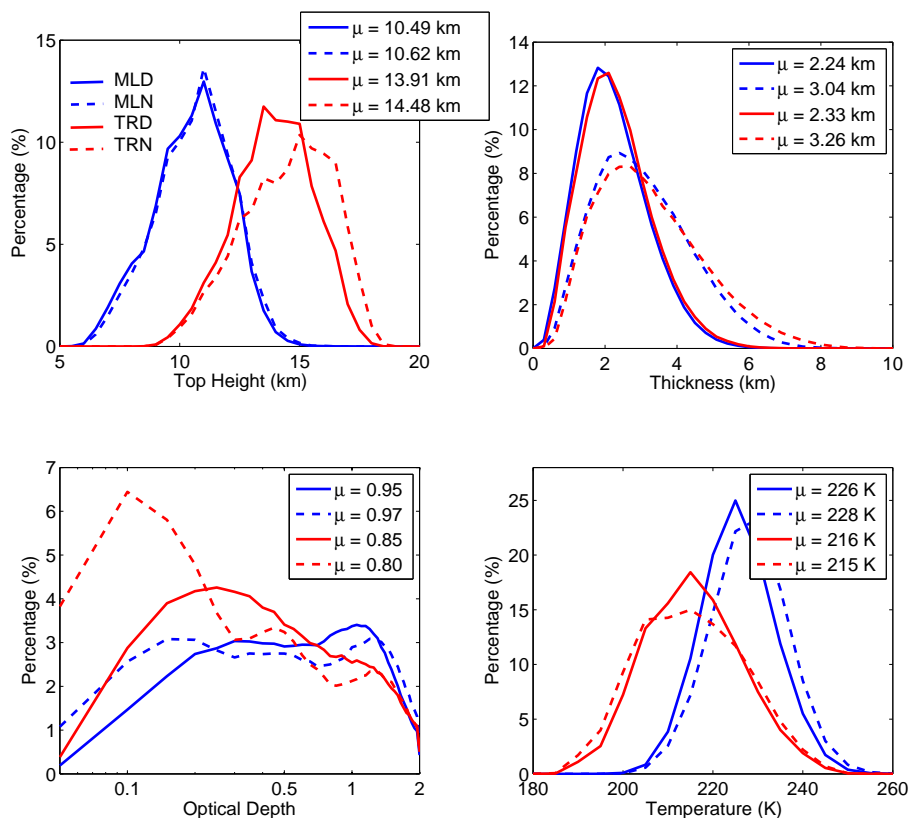 μ = 10.49 km
μ = 10.62 km
μ = 13.91 km
μ = 14.48 km
MLD
MLN
TRD
TRN
15
10
5
0
Percentage (%)
5
10
15
20
Top Height (km)
μ = 2.24 km
μ = 3.04 km
μ = 2.33 km
μ = 3.26 km
14
12
10
8
6
4
2
0
Percentage (%)
0
2
4
6
8
10
Thickness (km)
μ = 0.95
μ = 0.97
μ = 0.85
μ = 0.80
7
6
5
4
3
2
1
0
Percentage (%)
0.1
0.5
1
2
Optical Depth
μ = 226 K
μ = 228 K
μ = 216 K
μ = 215 K
25
20
15
10
5
0
Percentage (%)
180
200
220
240
260
Temperature (K)